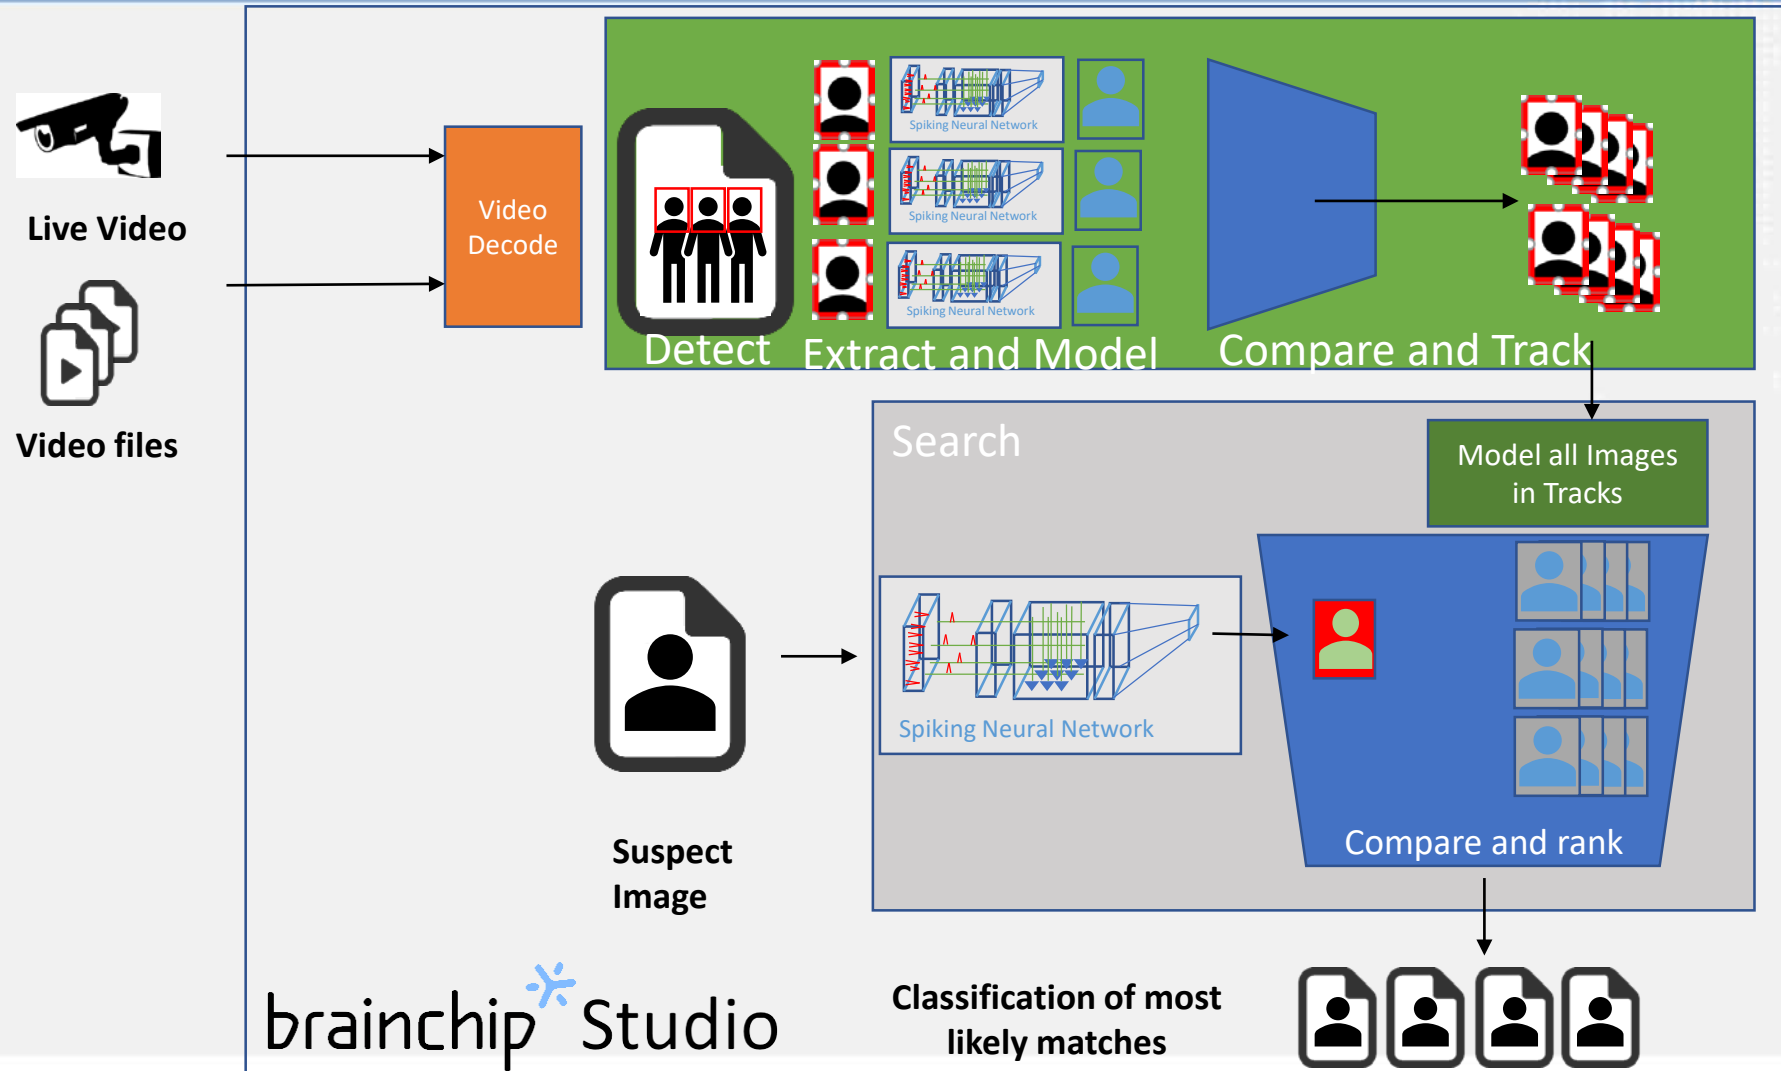 Live Video
Video files
Video
Decode
Spiking Neural Network
Spiking Neural Network
Spiking Neural Network
Detect
Extract and Model
Compare and Track
Search
Model all Images
in Tracks
Spiking Neural Network
Compare and rank
Suspect
Image
brainchip Studio
Classification of most
likely matches